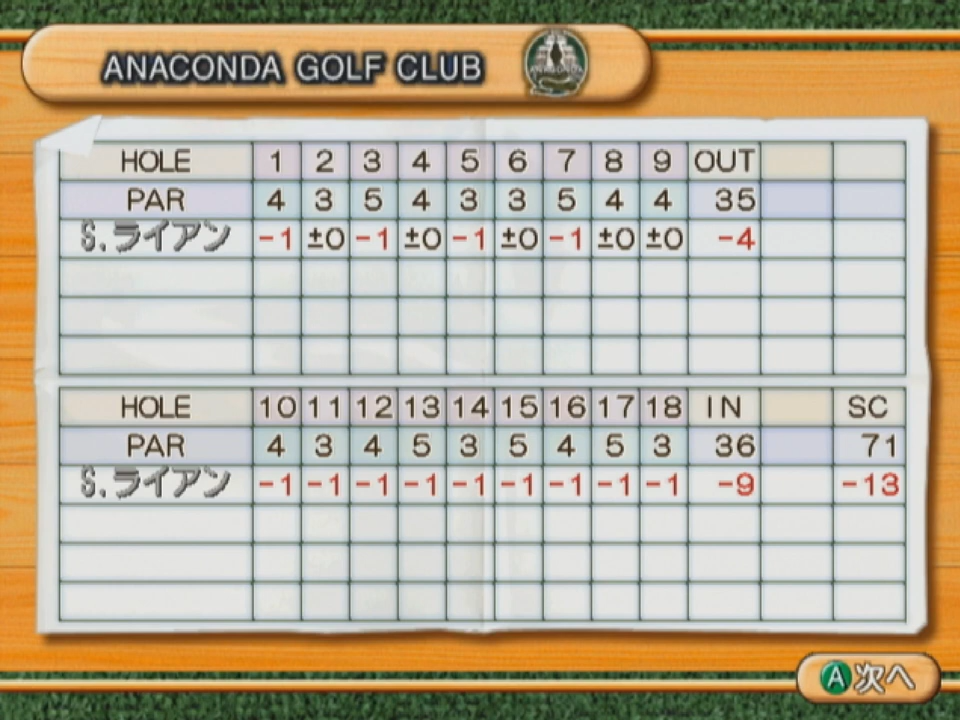 ANACONDA GOLF CLUB
HOLE 1 2 3 4 5 6 7 8 9 OUT
PAR 4 3 5 4 3 3 5 4 4 35
S.ライアン -1 ±0 -1 ±0 -1 ±0 -1 ±0 ±0 -4
HOLE 10 11 12 13 14 15 16 17 18 IN SC
PAR 4 3 4 5 3 5 4 5 3 36 71
S.ライアン -1 -1 -1 -1 -1 -1 -1 -1 -1 -9 -13
A 次へ